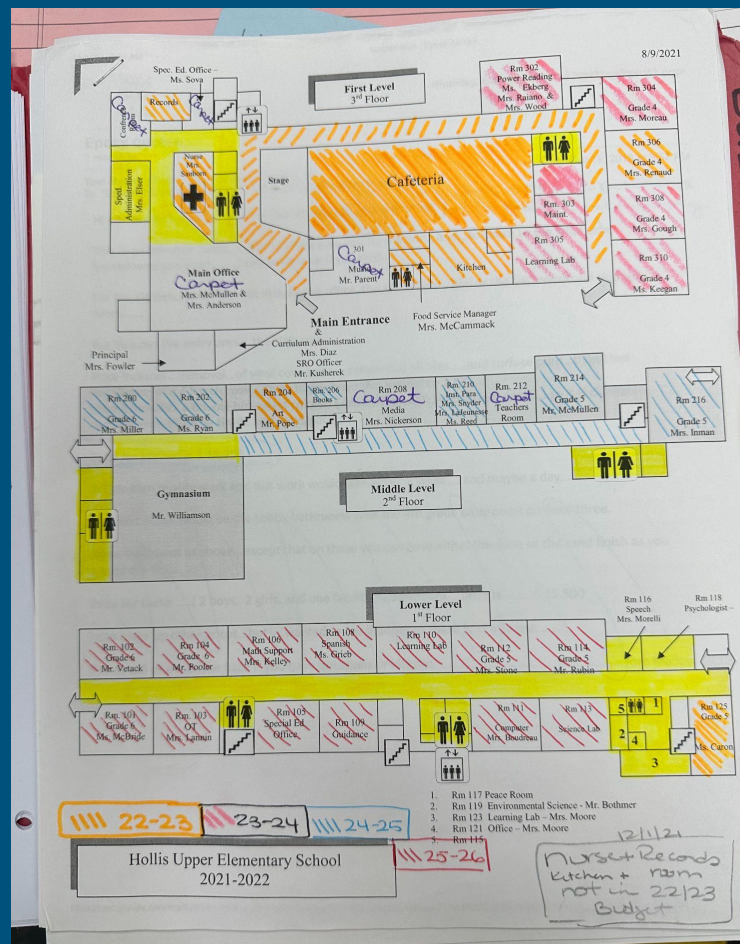 8/9/2021
Spec. Ed. Office –
Ms. Sova
First Level
3rd Floor
Rm 302
Power Reading
Ms. Ekberg
Mrs. Raiano &
Mrs. Wood
Rm 304
Grade 4
Mrs. Moreau
Conference
Room
Carpet
Records
Carpet
Rm 306
Grade 4
Mrs. Renaud
Nurse
Mrs.
Sanborn
Stage
Cafeteria
Sped
Administration
Mrs. Elser
Rm. 303
Maint.
Rm 308
Grade 4
Mrs. Gough
Rm 305
Learning Lab
301
Carpet
Mr. Parent
Kitchen
Rm 310
Grade 4
Ms. Keegan
Main Office
Carpet
Mrs. McMullen &
Mrs. Anderson
Main Entrance
&
Curriulum Administration
Mrs. Diaz
SRO Officer
Mr. Kusherek
Food Service Manager
Mrs. McCammack
Principal
Mrs. Fowler
Rm 200
Grade 6
Mrs. Miller
Rm 202
Grade 6
Ms. Ryan
Rm 204
Art
Mr. Pope
Rm. 206
Books
Rm 208
Carpet
Media
Mrs. Nickerson
Rm. 210
Inst. Para
Mrs. Snyder
Mrs. Lajeunesse
Ms. Reed
Rm. 212
Carpet
Teachers
Room
Rm 214
Grade 5
Mr. McMullen
Rm 216
Grade 5
Mrs. Inman
Gymnasium
Mr. Williamson
Middle Level
2nd Floor
Lower Level
1st Floor
Rm 116
Speech
Mrs. Morelli
Rm 118
Psychologist –
Rm. 102
Grade 6
Mr. Vetack
Rm 104
Grade 6
Mr. Pooler
Rm 106
Math Support
Mrs. Kelley
Rm 108
Spanish
Ms. Grieb
Rm 110
Learning Lab
Rm 112
Grade 5
Mrs. Stone
Rm 114
Grade 5
Mr. Rubin
Rm. 101
Grade 6
Ms. McBride
Rm. 103
OT
Mrs. Lannin
Rm 105
Special Ed
Office
Rm 109
Guidance
Rm 111
Computer
Mrs. Boudreau
Rm 113
Science Lab
5
1
2
4
3
Rm 125
Grade 5
Ms. Caron
1. Rm 117 Peace Room
2. Rm 119 Environmental Science - Mr. Bothmer
3. Rm 123 Learning Lab – Mrs. Moore
4. Rm 121 Office – Mrs. Moore
5. Rm 115
22-23
23-24
24-25
25-26
Hollis Upper Elementary School
2021-2022
12/1/21
Nurse + Records
Kitchen + room
not in 22/23
Budget